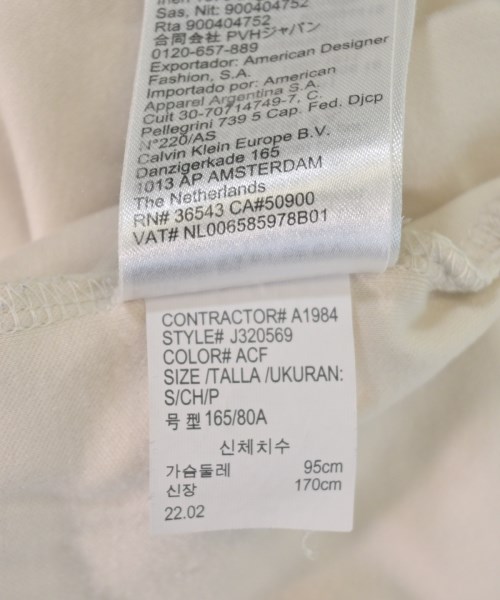 Sas, Nit: 900404752
Rta 900404752
合同会社 PVHジャパン
0120-657-889
Exportador: American Designer
Fashion, S.A.
Importado por: American
Apparel Argentina S.A.
Cuit 30-70714749-7, C.
Pellegrini 739 5 Cap. Fed. Djcp
N°220/AS
Calvin Klein Europe B.V.
Danzigerkade 165
1013 AP AMSTERDAM
The Netherlands
RN# 36543 CA#50900
VAT# NL006585978B01
CONTRACTOR# A1984
STYLE# J320569
COLOR# ACF
SIZE /TALLA /UKURAN:
S/CH/P
号型 165/80A
신체치수
가슴둘레 95cm
신장 170cm
22.02